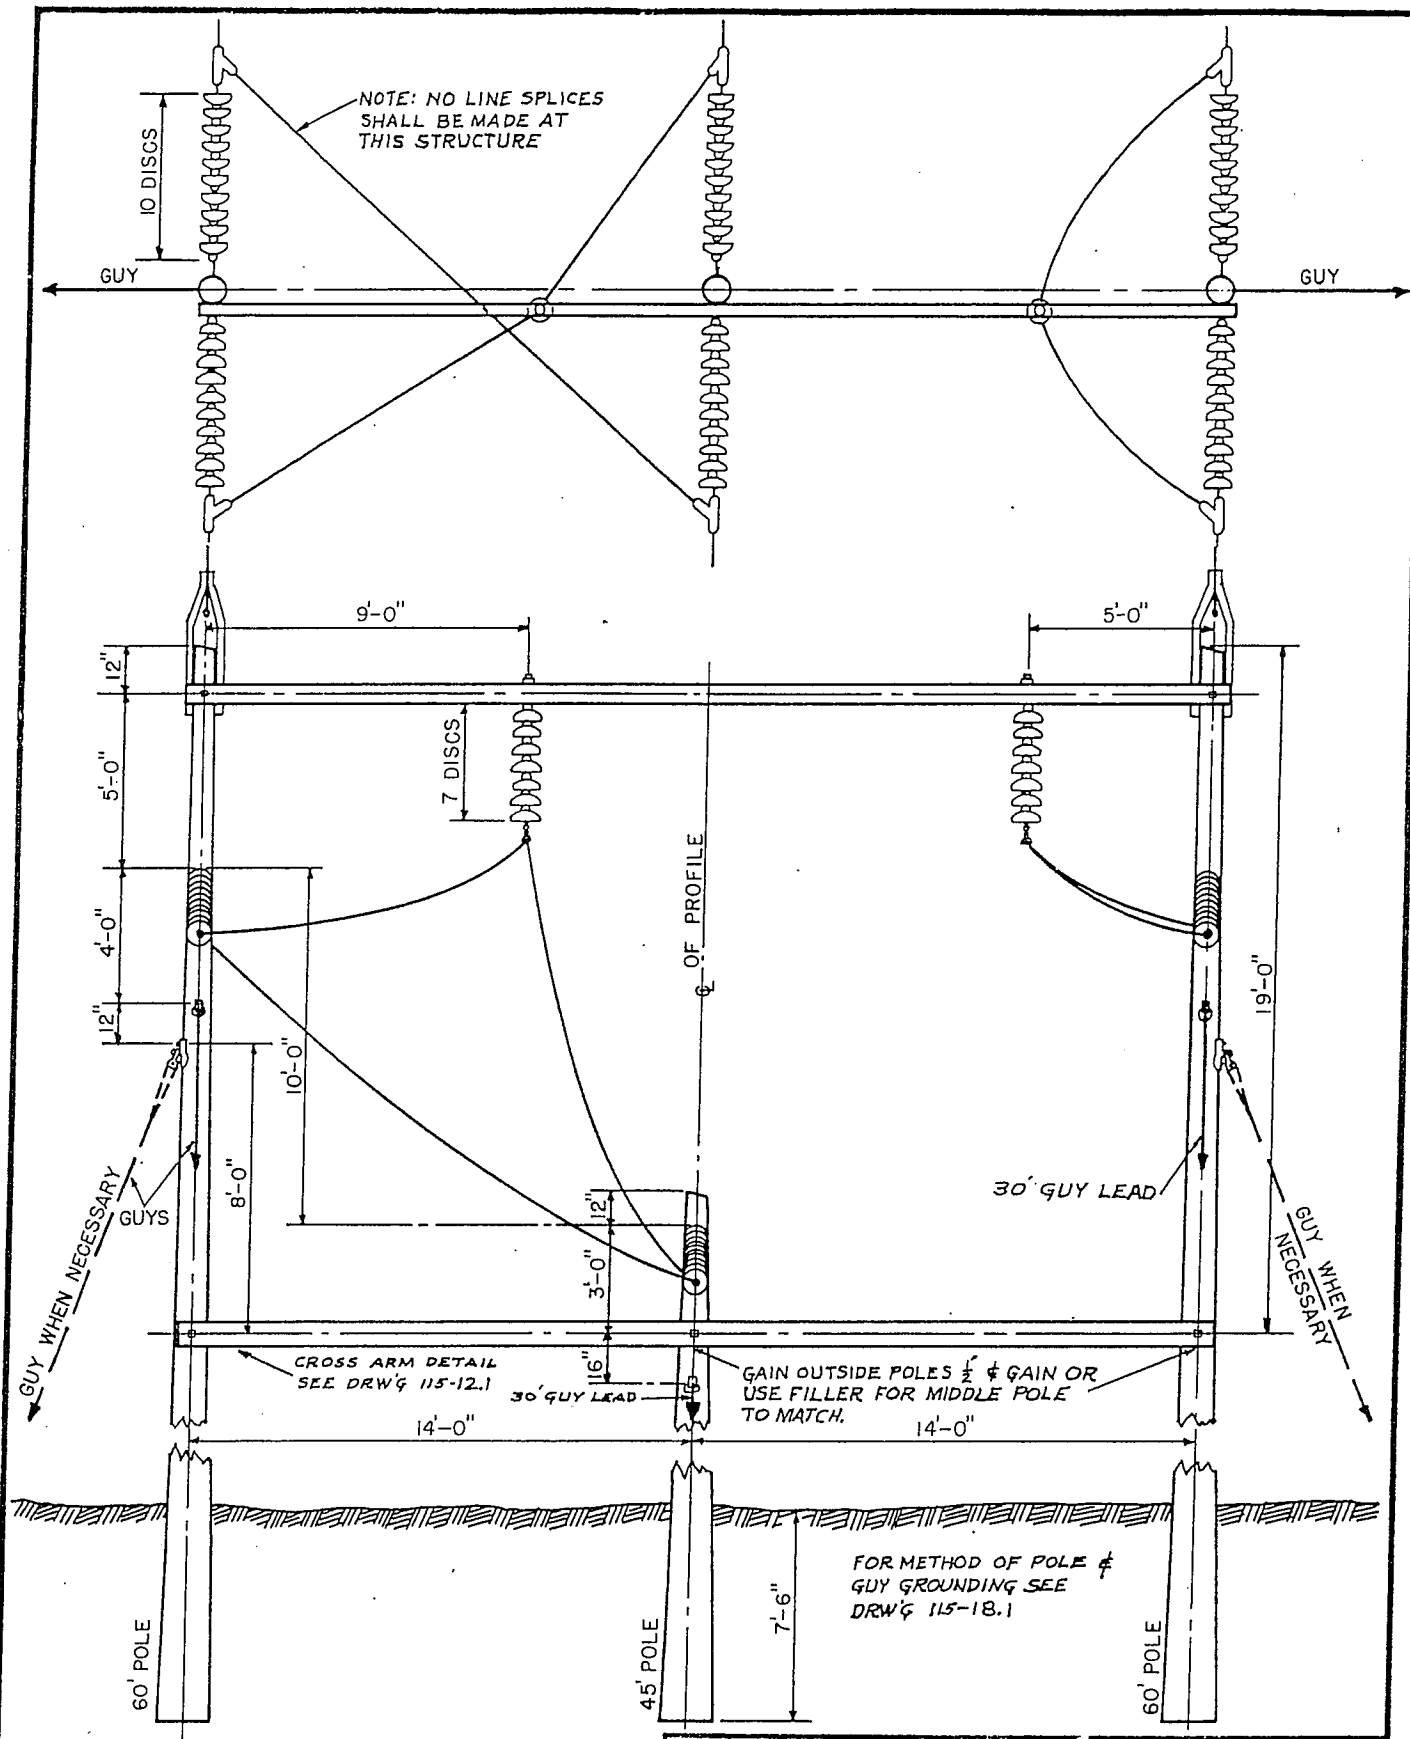 NOTE: NO LINE SPLICES
SHALL BE MADE AT
THIS STRUCTURE
10 DISCS
GUY
GUY
9'-0"
5'-0"
12"
7 DISCS
5'-0"
℄ OF PROFILE
4'-0"
12"
10'-0"
19'-0"
8'-0"
GUYS
GUY WHEN NECESSARY
30' GUY LEAD
GUY WHEN
NECESSARY
12"
3'-0"
16"
CROSS ARM DETAIL
SEE DRW'G 115-12.1
30' GUY LEAD
GAIN OUTSIDE POLES ½" & GAIN OR
USE FILLER FOR MIDDLE POLE
TO MATCH.
14'-0"
14'-0"
FOR METHOD OF POLE &
GUY GROUNDING SEE
DRW'G 115-18.1
7'-6"
60' POLE
45' POLE
60' POLE